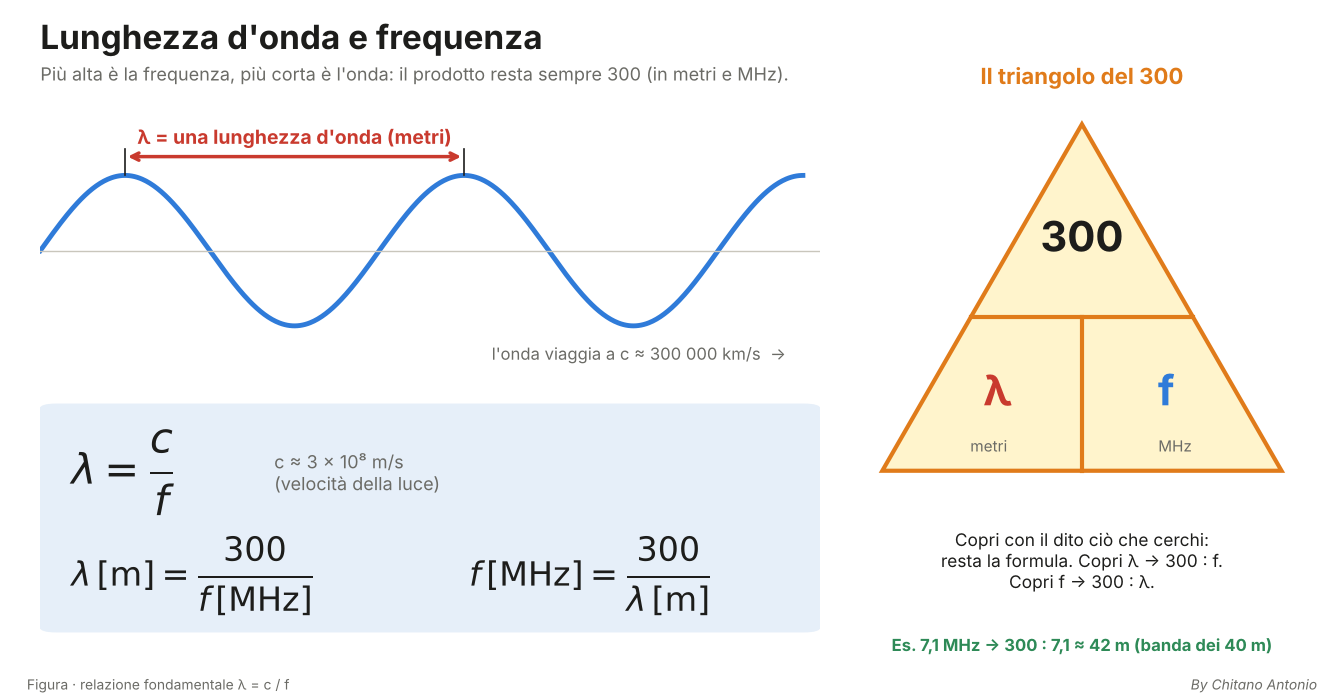 Lunghezza d'onda e frequenza
Più alta è la frequenza, più corta è l'onda: il prodotto resta sempre 300 (in metri e MHz).
λ = una lunghezza d'onda (metri)
l'onda viaggia a c ≈ 300 000 km/s →
λ = c / f
c ≈ 3 × 10⁸ m/s
(velocità della luce)
λ [m] = 300 / f [MHz]
f [MHz] = 300 / λ [m]
Il triangolo del 300
300
λ
f
metri
MHz
Copri con il dito ciò che cerchi:
resta la formula. Copri λ → 300 : f.
Copri f → 300 : λ.
Es. 7,1 MHz → 300 : 7,1 ≈ 42 m (banda dei 40 m)
Figura · relazione fondamentale λ = c / f
By Chitano Antonio